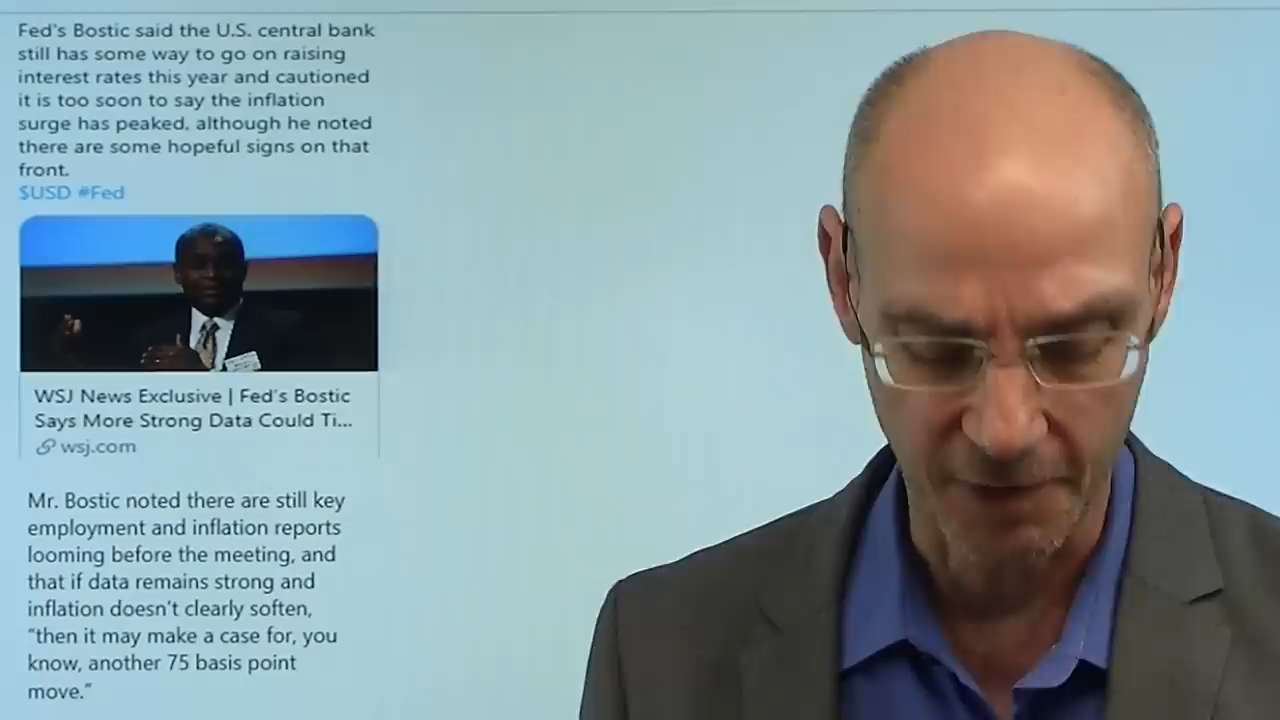 Fed's Bostic said the U.S. central bank
still has some way to go on raising
interest rates this year and cautioned
it is too soon to say the inflation
surge has peaked, although he noted
there are some hopeful signs on that
front.
$USD #Fed
WSJ News Exclusive | Fed's Bostic
Says More Strong Data Could Ti...
wsj.com
Mr. Bostic noted there are still key
employment and inflation reports
looming before the meeting, and
that if data remains strong and
inflation doesn't clearly soften,
“then it may make a case for, you
know, another 75 basis point
move.”